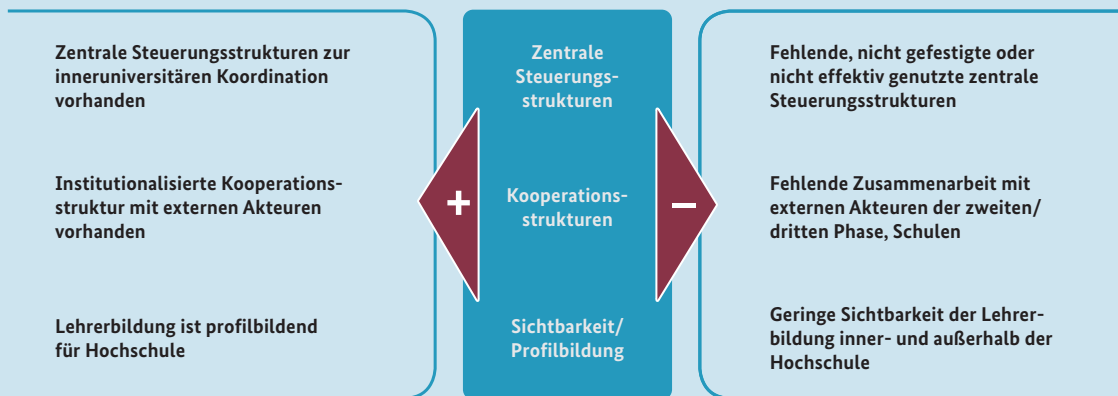 Zentrale Steuerungsstrukturen zur
inneruniversitären Koordination
vorhanden
Zentrale
Steuerungs-
strukturen
Fehlende, nicht gefestigte oder
nicht effektiv genutzte zentrale
Steuerungsstrukturen
Institutionalisierte Kooperations-
struktur mit externen Akteuren
vorhanden
+
Kooperations-
strukturen
–
Fehlende Zusammenarbeit mit
externen Akteuren der zweiten/
dritten Phase, Schulen
Lehrerbildung ist profilbildend
für Hochschule
Sichtbarkeit/
Profilbildung
Geringe Sichtbarkeit der Lehrer-
bildung inner- und außerhalb der
Hochschule